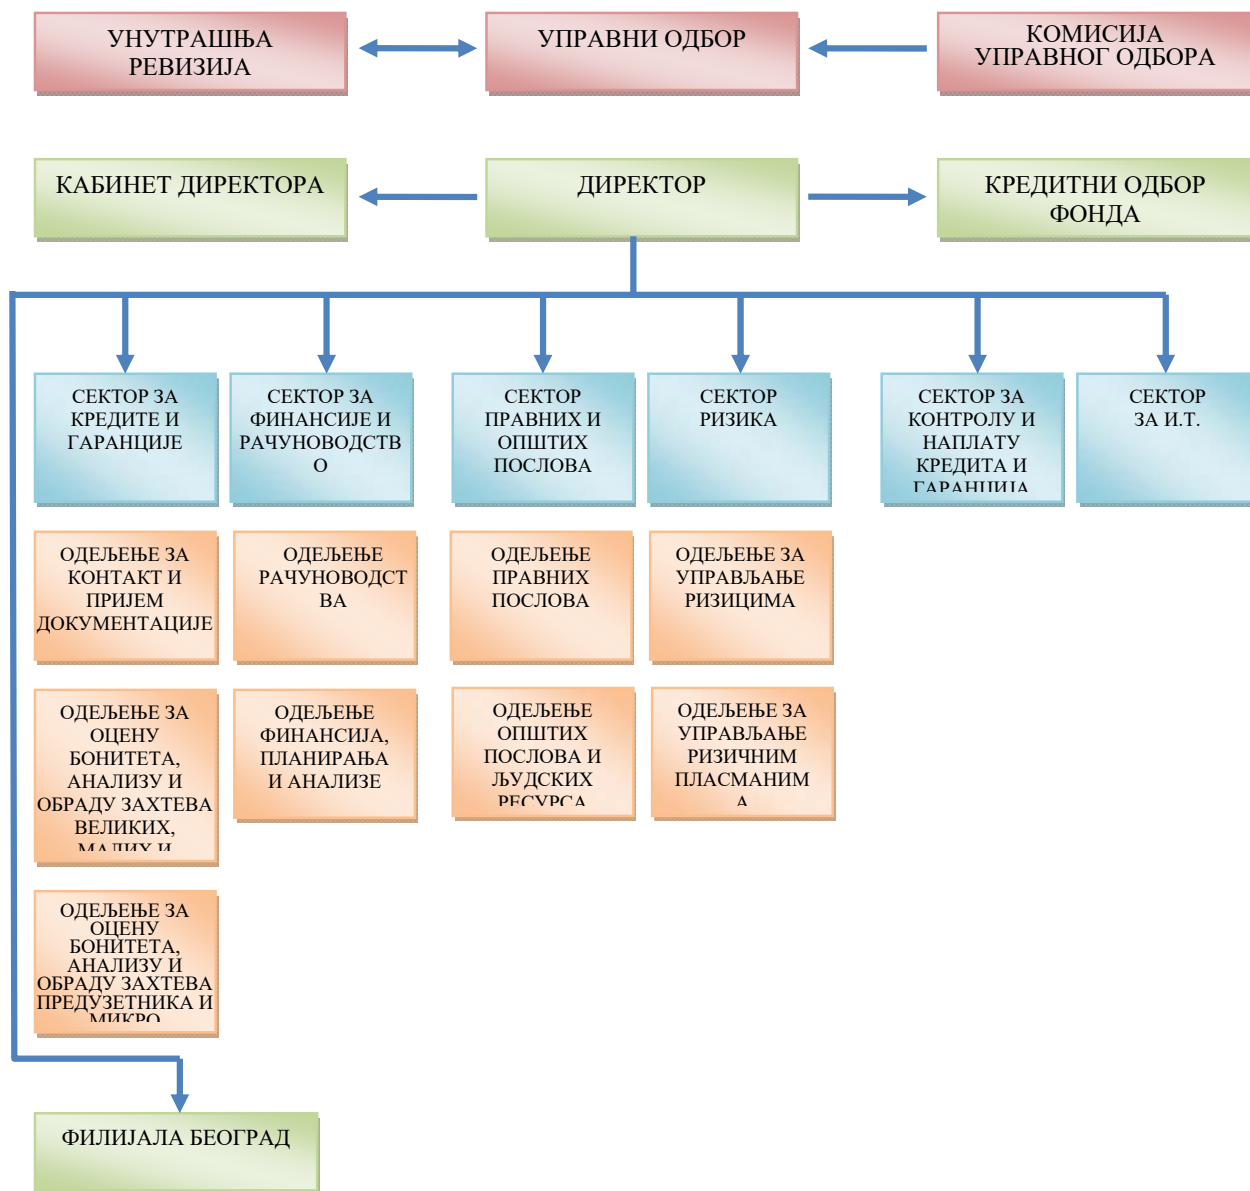 УНУТРАШЊА
РЕВИЗИЈА
УПРАВНИ ОДБОР
КОМИСИЈА
УПРАВНОГ ОДБОРА
КАБИНЕТ ДИРЕКТОРА
ДИРЕКТОР
КРЕДИТНИ ОДБОР
ФОНДА
СЕКТОР ЗА
КРЕДИТЕ И
ГАРАНЦИЈЕ
СЕКТОР ЗА
ФИНАНСИЈЕ И
РАЧУНОВОДСТВ
О
СЕКТОР
ПРАВНИХ И
ОПШТИХ
ПОСЛОВА
СЕКТОР
РИЗИКА
СЕКТОР ЗА
КОНТРОЛУ И
НАПЛАТУ
КРЕДИТА И
ГАРАНЦИЈА
СЕКТОР
ЗА И.Т.
ОДЕЉЕЊЕ ЗА
КОНТАКТ И
ПРИЈЕМ
ДОКУМЕНТАЦИЈЕ
ОДЕЉЕЊЕ
РАЧУНОВОДСТ
ВА
ОДЕЉЕЊЕ
ПРАВНИХ
ПОСЛОВА
ОДЕЉЕЊЕ ЗА
УПРАВЉАЊЕ
РИЗИЦИМА
ОДЕЉЕЊЕ ЗА
ОЦЕНУ
БОНИТЕТА,
АНАЛИЗУ И
ОБРАДУ ЗАХТЕВА
ВЕЛИКИХ,
МАЛИХ И
ОДЕЉЕЊЕ
ФИНАНСИЈА,
ПЛАНИРАЊА
И АНАЛИЗЕ
ОДЕЉЕЊЕ
ОПШТИХ
ПОСЛОВА И
ЉУДСКИХ
РЕСУРСА
ОДЕЉЕЊЕ ЗА
УПРАВЉАЊЕ
РИЗИЧНИМ
ПЛАСМАНИМ
А
ОДЕЉЕЊЕ ЗА
ОЦЕНУ
БОНИТЕТА,
АНАЛИЗУ И
ОБРАДУ ЗАХТЕВА
ПРЕДУЗЕТНИКА И
МИКРО
ФИЛИЈАЛА БЕОГРАД